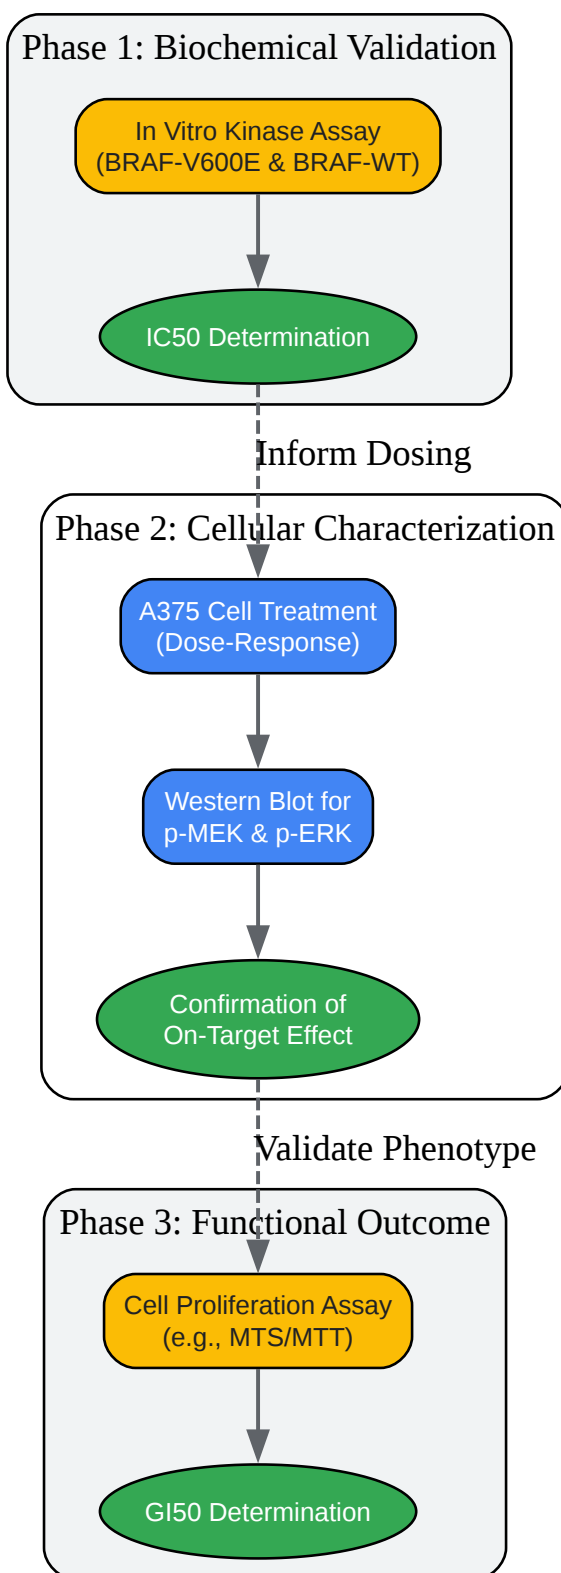 Phase 1: Biochemical Validation
In Vitro Kinase Assay
(BRAF-V600E & BRAF-WT)
IC50 Determination
Inform Dosing
Phase 2: Cellular Characterization
A375 Cell Treatment
(Dose-Response)
Western Blot for
p-MEK & p-ERK
Confirmation of
On-Target Effect
Validate Phenotype
Phase 3: Functional Outcome
Cell Proliferation Assay
(e.g., MTS/MTT)
GI50 Determination